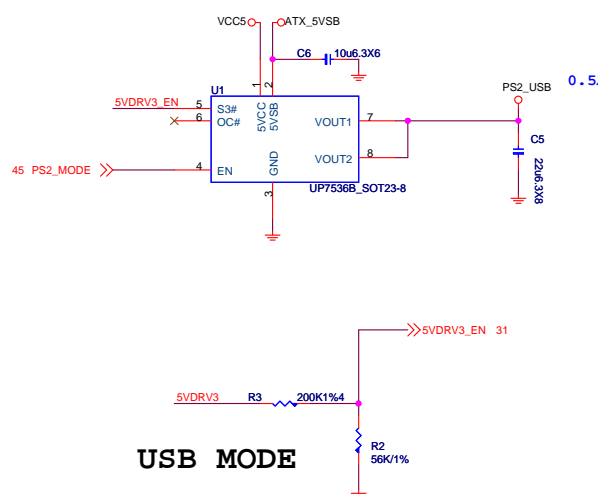 VCC5 ATX_5VSB
C6 10u6.3X6
PS2_USB 0.5
U1
1 2
5VDRV3_EN 5 S3# 5VCC 5VSB
6 OC# VOUT1 7
C5
22u6.3X8
VOUT2 8
45 PS2_MODE 4 EN GND
UP7536B_SOT23-8
3
5VDRV3_EN 31
5VDRV3 R3 200K1%4
R2
56K/1%
USB MODE